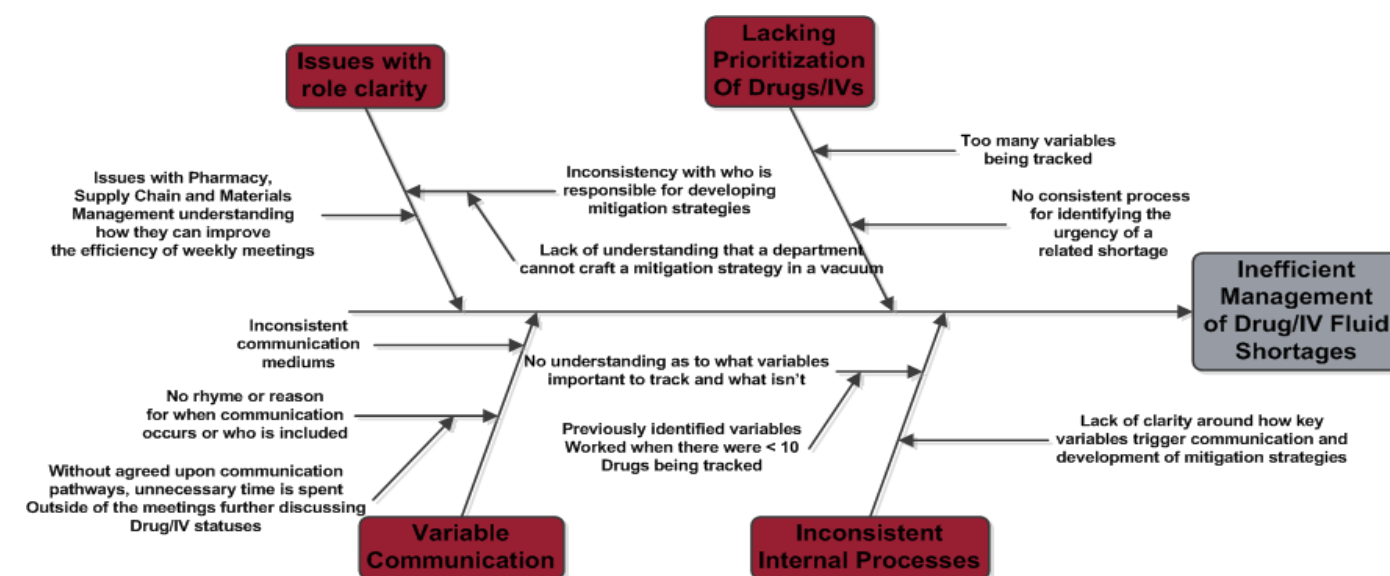 Issues with
role clarity
Lacking
Prioritization
Of Drugs/IVs
Issues with Pharmacy,
Supply Chain and Materials
Management understanding
how they can improve
the efficiency of weekly meetings
Inconsistency with who is
responsible for developing
mitigation strategies
Lack of understanding that a department
cannot craft a mitigation strategy in a vacuum
Too many variables
being tracked
No consistent process
for identifying the
urgency of a
related shortage
Inefficient
Management
of Drug/IV Fluid
Shortages
Inconsistent
communication
mediums
No rhyme or reason
for when communication
occurs or who is included
Without agreed upon communication
pathways, unnecessary time is spent
Outside of the meetings further discussing
Drug/IV statuses
Variable
Communication
No understanding as to what variables
important to track and what isn’t
Previously identified variables
Worked when there were < 10
Drugs being tracked
Lack of clarity around how key
variables trigger communication and
development of mitigation strategies
Inconsistent
Internal Processes